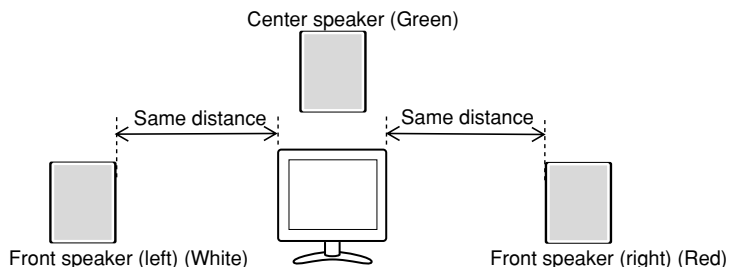 Center speaker (Green)
Same distance
Same distance
Front speaker (left) (White)
Front speaker (right) (Red)